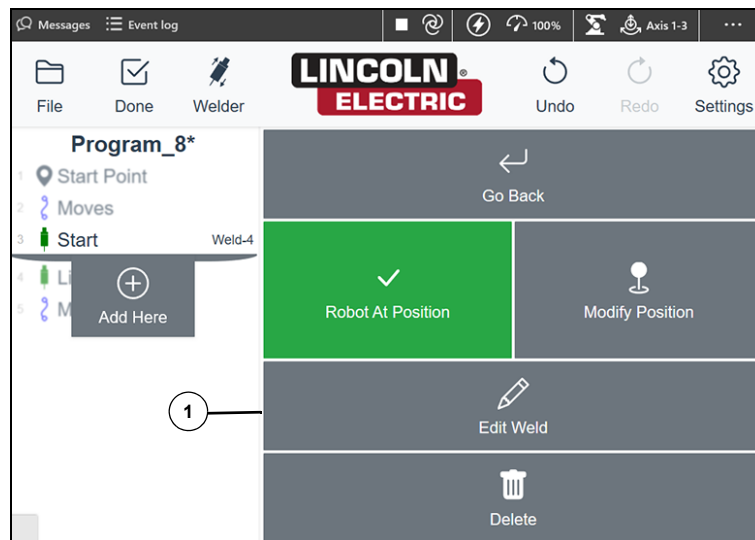 Messages Event log 100% Axis 1-3 ...
File Done Welder LINCOLN ELECTRIC ® Undo Redo Settings
Program_8*
1 Start Point
2 Moves
3 Start Weld-4
4 Li
5 M
Add Here
Go Back
Robot At Position Modify Position
1
Edit Weld
Delete